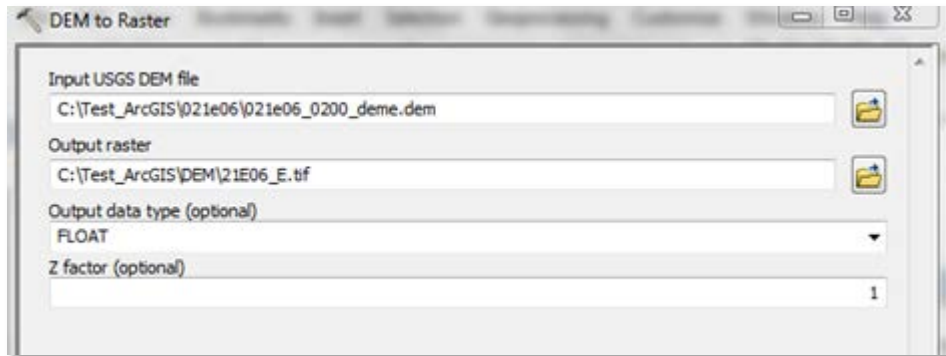 DEM to Raster
Input USGS DEM file
C:\Test_ArcGIS\021e06\021e06_0200_deme.dem
Output raster
C:\Test_ArcGIS\DEM\21E06_E.tif
Output data type (optional)
FLOAT
Z factor (optional)
1